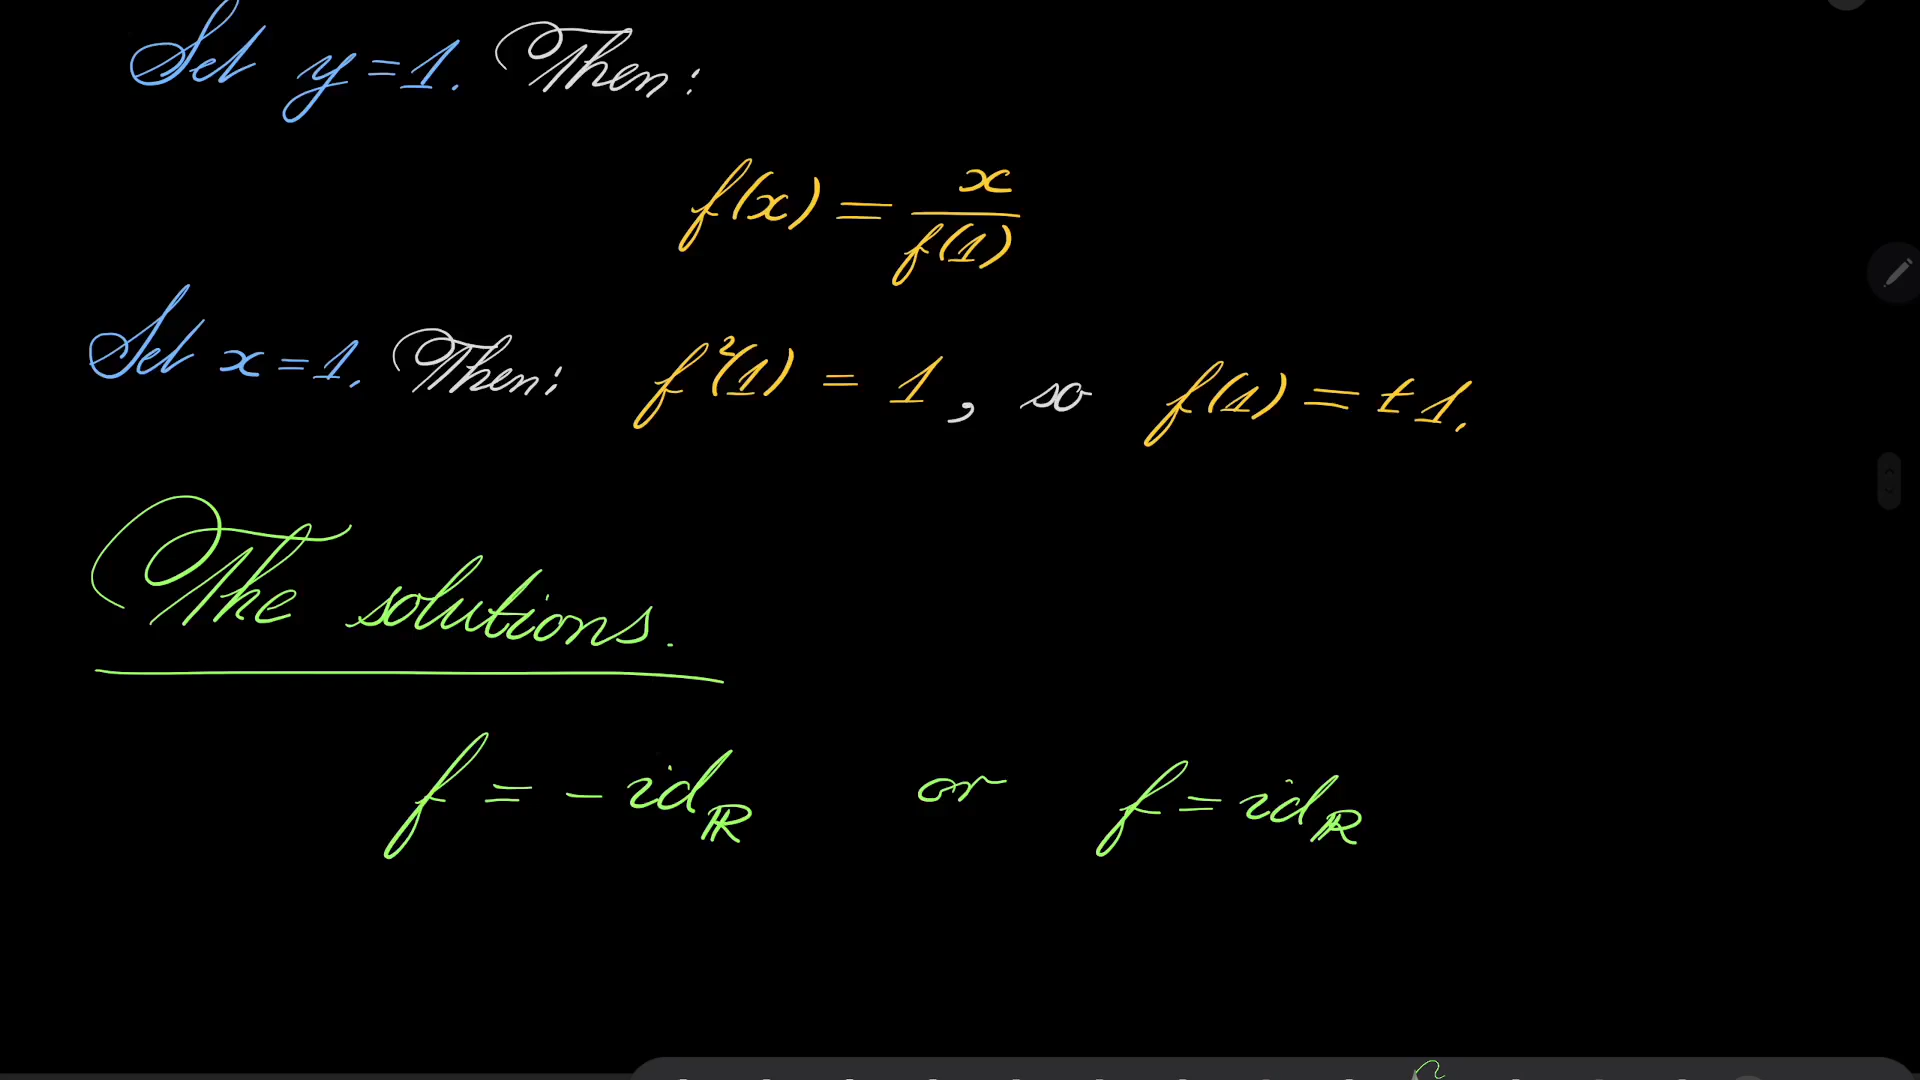 Set y=1. Then:
f(x) = x/f(1)
Set x=1. Then: f²(1) = 1, so f(1) = ±1.
The solutions.
f = -id_ℝ or f = id_ℝ